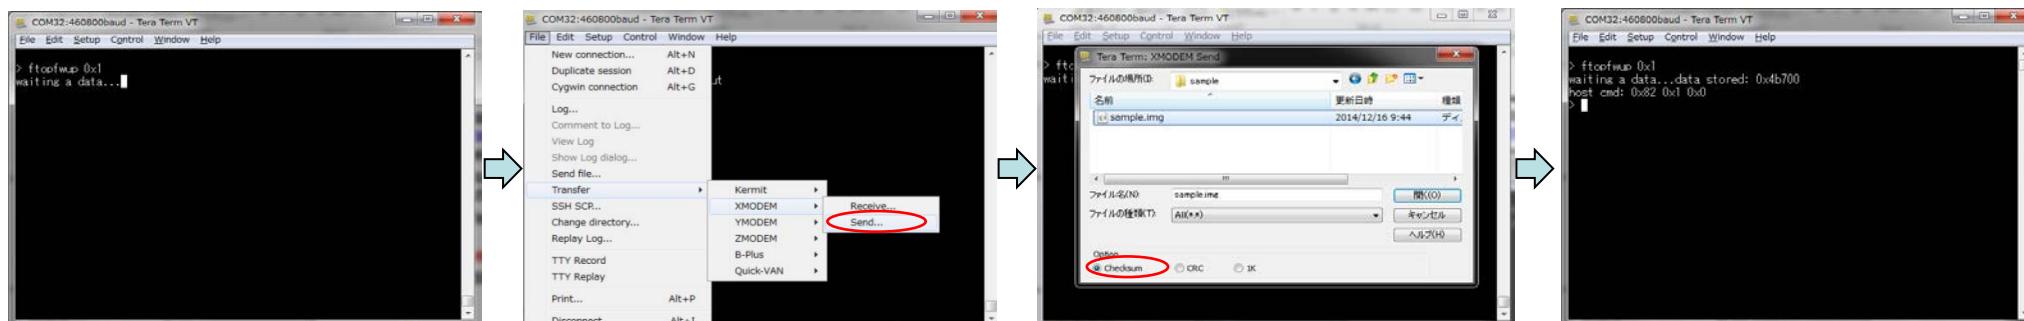 COM32:460800baud - Tera Term VT
File Edit Setup Control Window Help
> ftopfwup 0x1
waiting a data...
COM32:460800baud - Tera Term VT
File Edit Setup Control Window Help
New connection... Alt+N
Duplicate session Alt+D
Cygwin connection Alt+G
Log...
Comment to Log...
View Log
Show Log dialog...
Send file...
Transfer
SSH SCP...
Change directory...
Replay Log...
TTY Record
TTY Replay
Print... Alt+P
Disconnect Alt+I
Kermit
XMODEM
YMODEM
ZMODEM
B-Plus
Quick-VAN
Receive...
Send...
COM32:460800baud - Tera Term VT
File Edit Setup Control Window Help
> ftc
waiti
Tera Term: XMODEM Send
ファイルの場所(I): sample
名前 更新日時 種類
sample.img 2014/12/16 9:44 ディ
ファイル名(N): sample.img 開く(O)
ファイルの種類(T): All(*.*) キャンセル
ヘルプ(H)
Option
Checksum CRC 1K
COM32:460800baud - Tera Term VT
File Edit Setup Control Window Help
> ftopfwup 0x1
waiting a data...data stored: 0x4b700
host cmd: 0x82 0x1 0x0
>